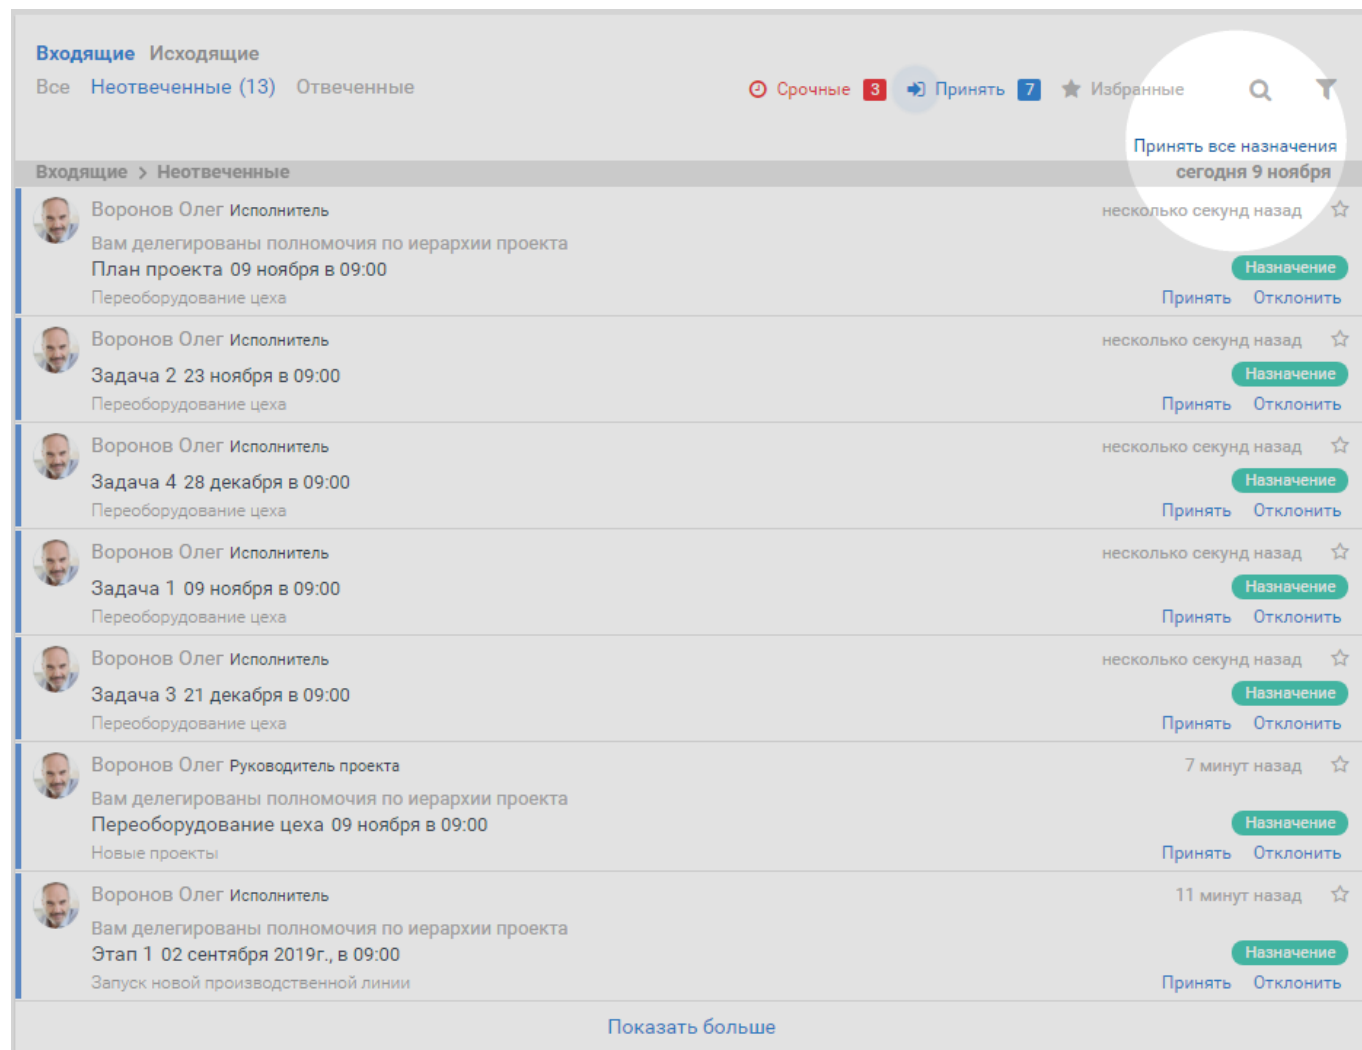 Входящие Исходящие
Все Неотвеченные (13) Отвеченные Срочные 3 Принять 7 Избранные
Принять все назначения
Входящие > Неотвеченные сегодня 9 ноября
Воронов Олег Исполнитель несколько секунд назад
Вам делегированы полномочия по иерархии проекта
План проекта 09 ноября в 09:00 Назначение
Переоборудование цеха Принять Отклонить
Воронов Олег Исполнитель несколько секунд назад
Задача 2 23 ноября в 09:00 Назначение
Переоборудование цеха Принять Отклонить
Воронов Олег Исполнитель несколько секунд назад
Задача 4 28 декабря в 09:00 Назначение
Переоборудование цеха Принять Отклонить
Воронов Олег Исполнитель несколько секунд назад
Задача 1 09 ноября в 09:00 Назначение
Переоборудование цеха Принять Отклонить
Воронов Олег Исполнитель несколько секунд назад
Задача 3 21 декабря в 09:00 Назначение
Переоборудование цеха Принять Отклонить
Воронов Олег Руководитель проекта 7 минут назад
Вам делегированы полномочия по иерархии проекта
Переоборудование цеха 09 ноября в 09:00 Назначение
Новые проекты Принять Отклонить
Воронов Олег Исполнитель 11 минут назад
Вам делегированы полномочия по иерархии проекта
Этап 1 02 сентября 2019г., в 09:00 Назначение
Запуск новой производственной линии Принять Отклонить
Показать больше